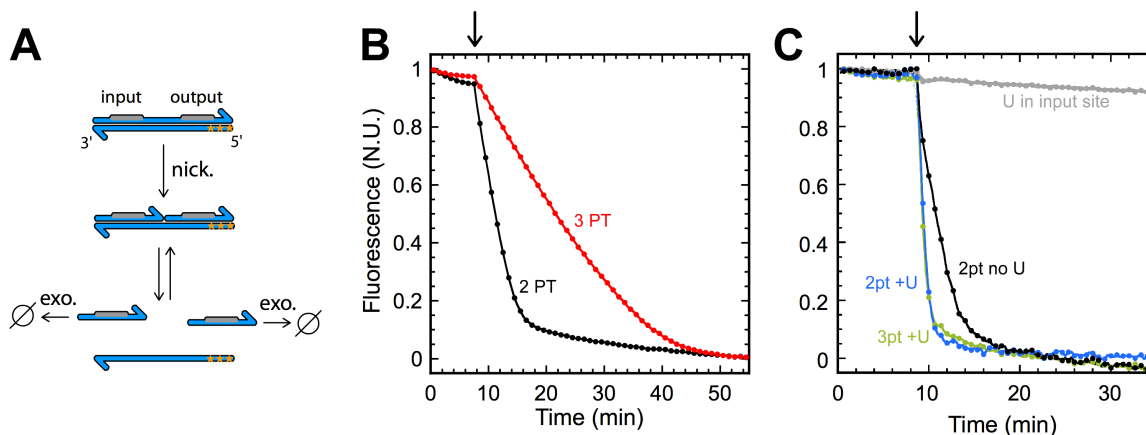 A
input output
3' 5'
nick.
exo. exo.
B
Fluorescence (N.U.)
1
0.8
0.6
0.4
0.2
0
3 PT
2 PT
0 10 20 30 40 50
Time (min)
C
1
0.8
0.6
0.4
0.2
0
U in input site
2pt no U
2pt +U
3pt +U
0 10 20 30
Time (min)